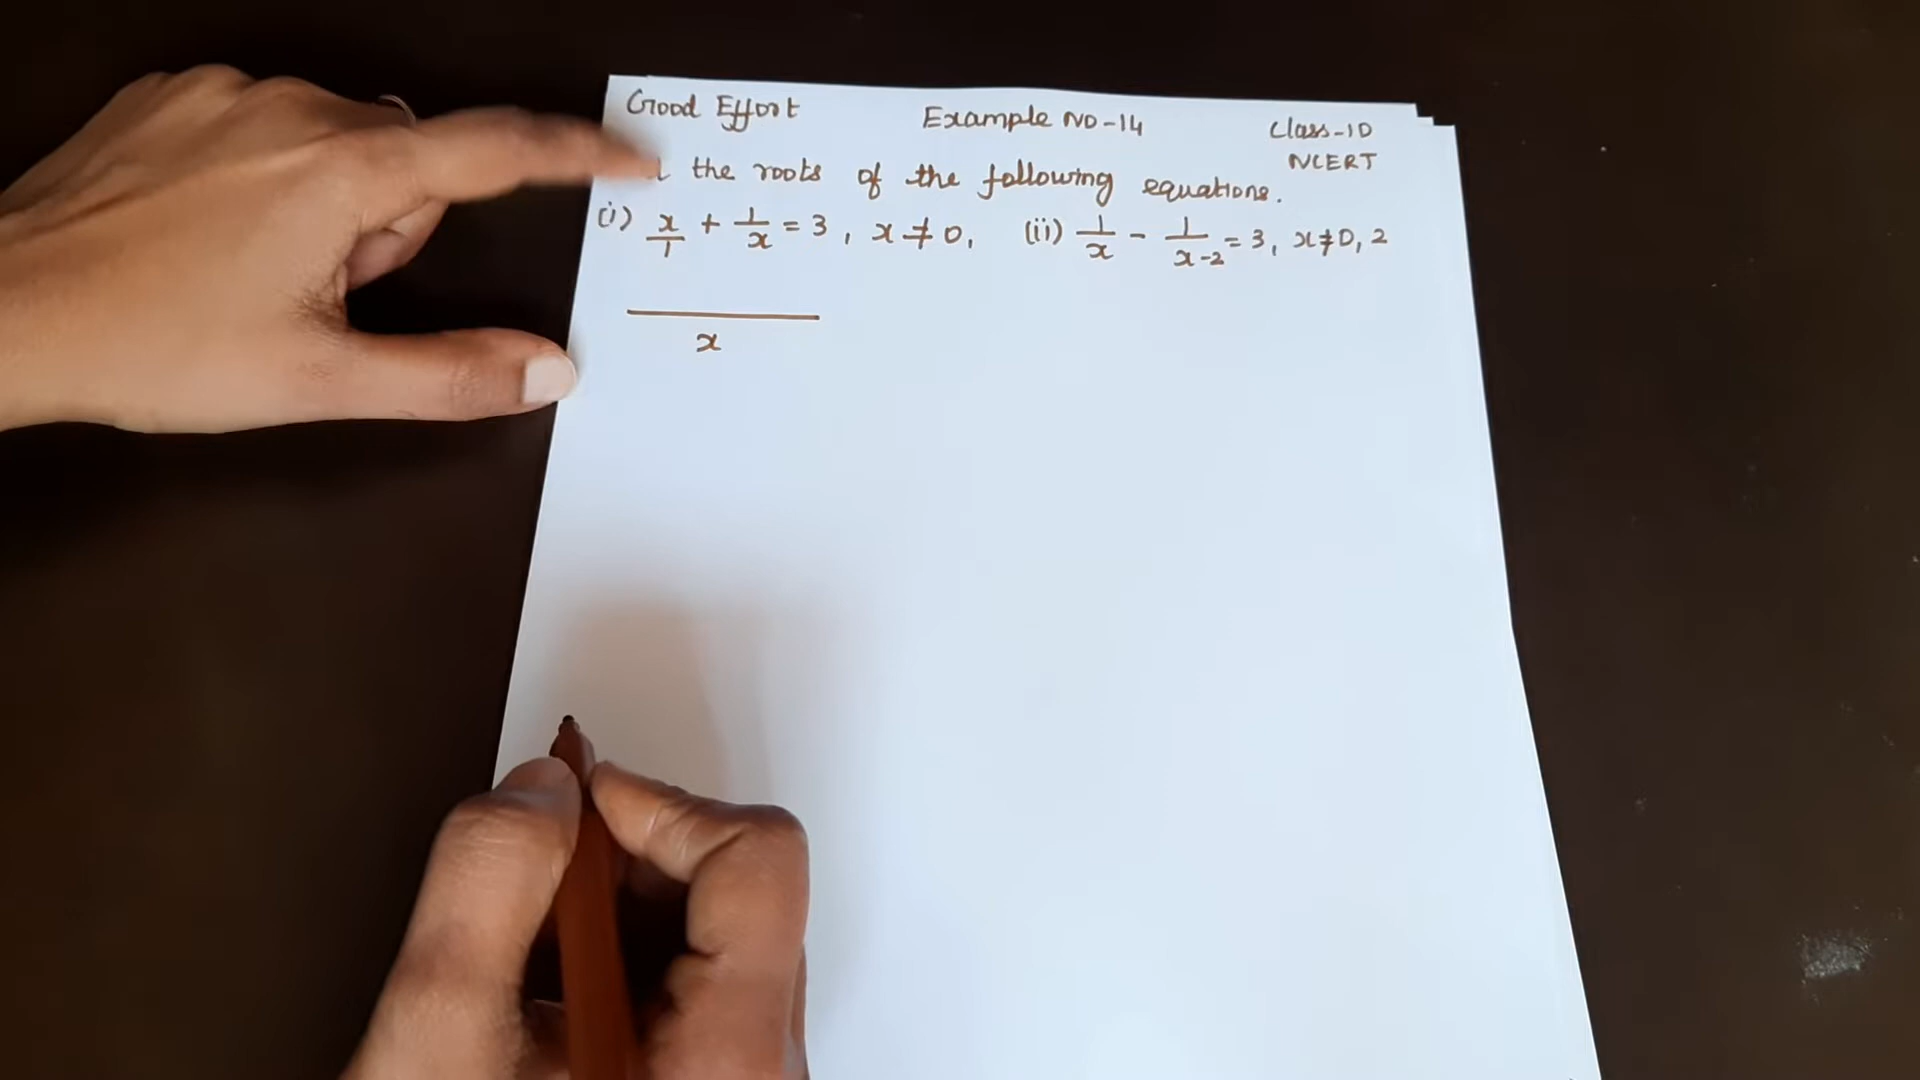 Good Effort Example NO-14 Class-10
NCERT
the roots of the following equations.
(i) x/1 + 1/x = 3, x ≠ 0, (ii) 1/x - 1/x-2 = 3, x ≠ 0, 2
x